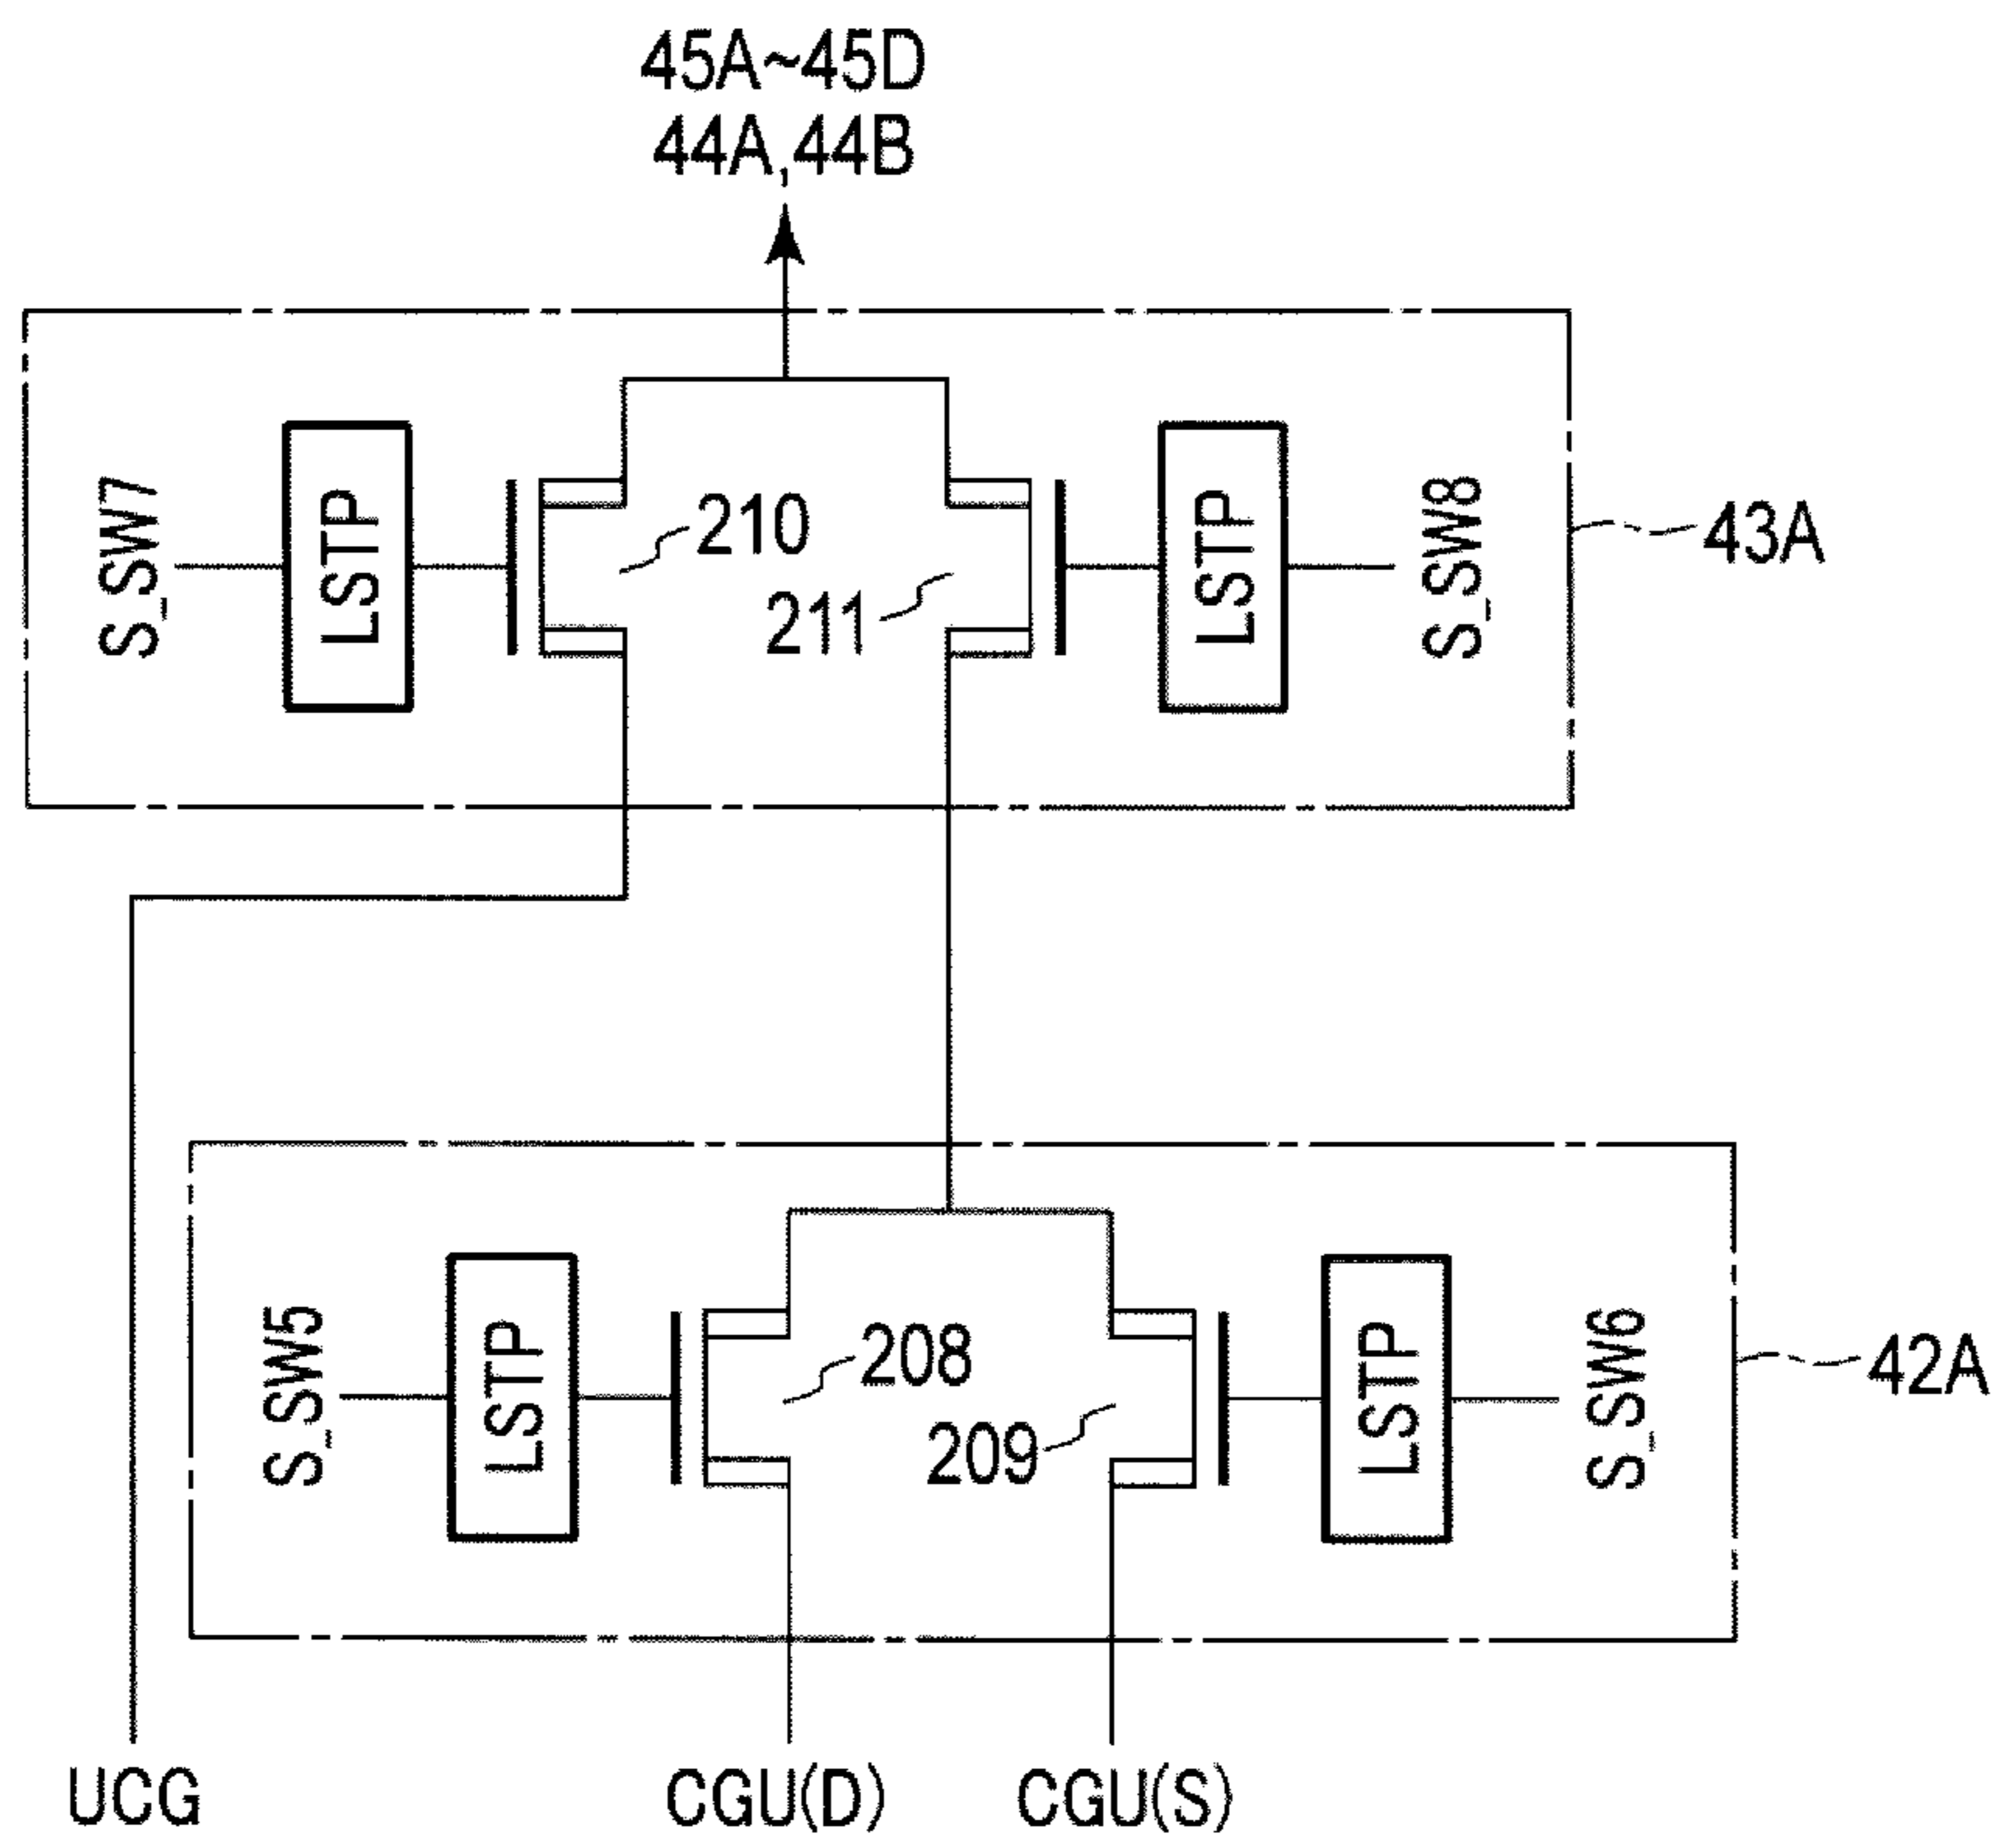 45A~45D
44A,44B
S_SW7
LSTP
210
211
LSTP
S_SW8
43A
S_SW5
LSTP
208
209
LSTP
S_SW6
42A
UCG
CGU(D)
CGU(S)